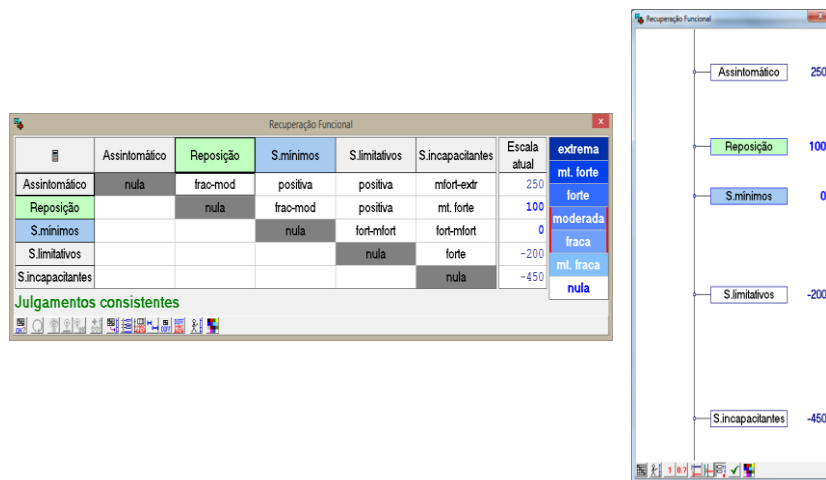 Recuperação Funcional
Assintomático Reposição S.mínimos S.limitativos S.incapacitantes Escala atual
Assintomático nula frac-mod positiva positiva mfort-extr 250
Reposição nula frac-mod positiva mt. forte 100
S.mínimos nula fort-mfort fort-mfort 0
S.limitativos nula forte -200
S.incapacitantes nula -450
extrema
mt. forte
forte
moderada
fraca
mt. fraca
nula
Julgamentos consistentes
Recuperação Funcional
Assintomático 250
Reposição 100
S.mínimos 0
S.limitativos -200
S.incapacitantes -450